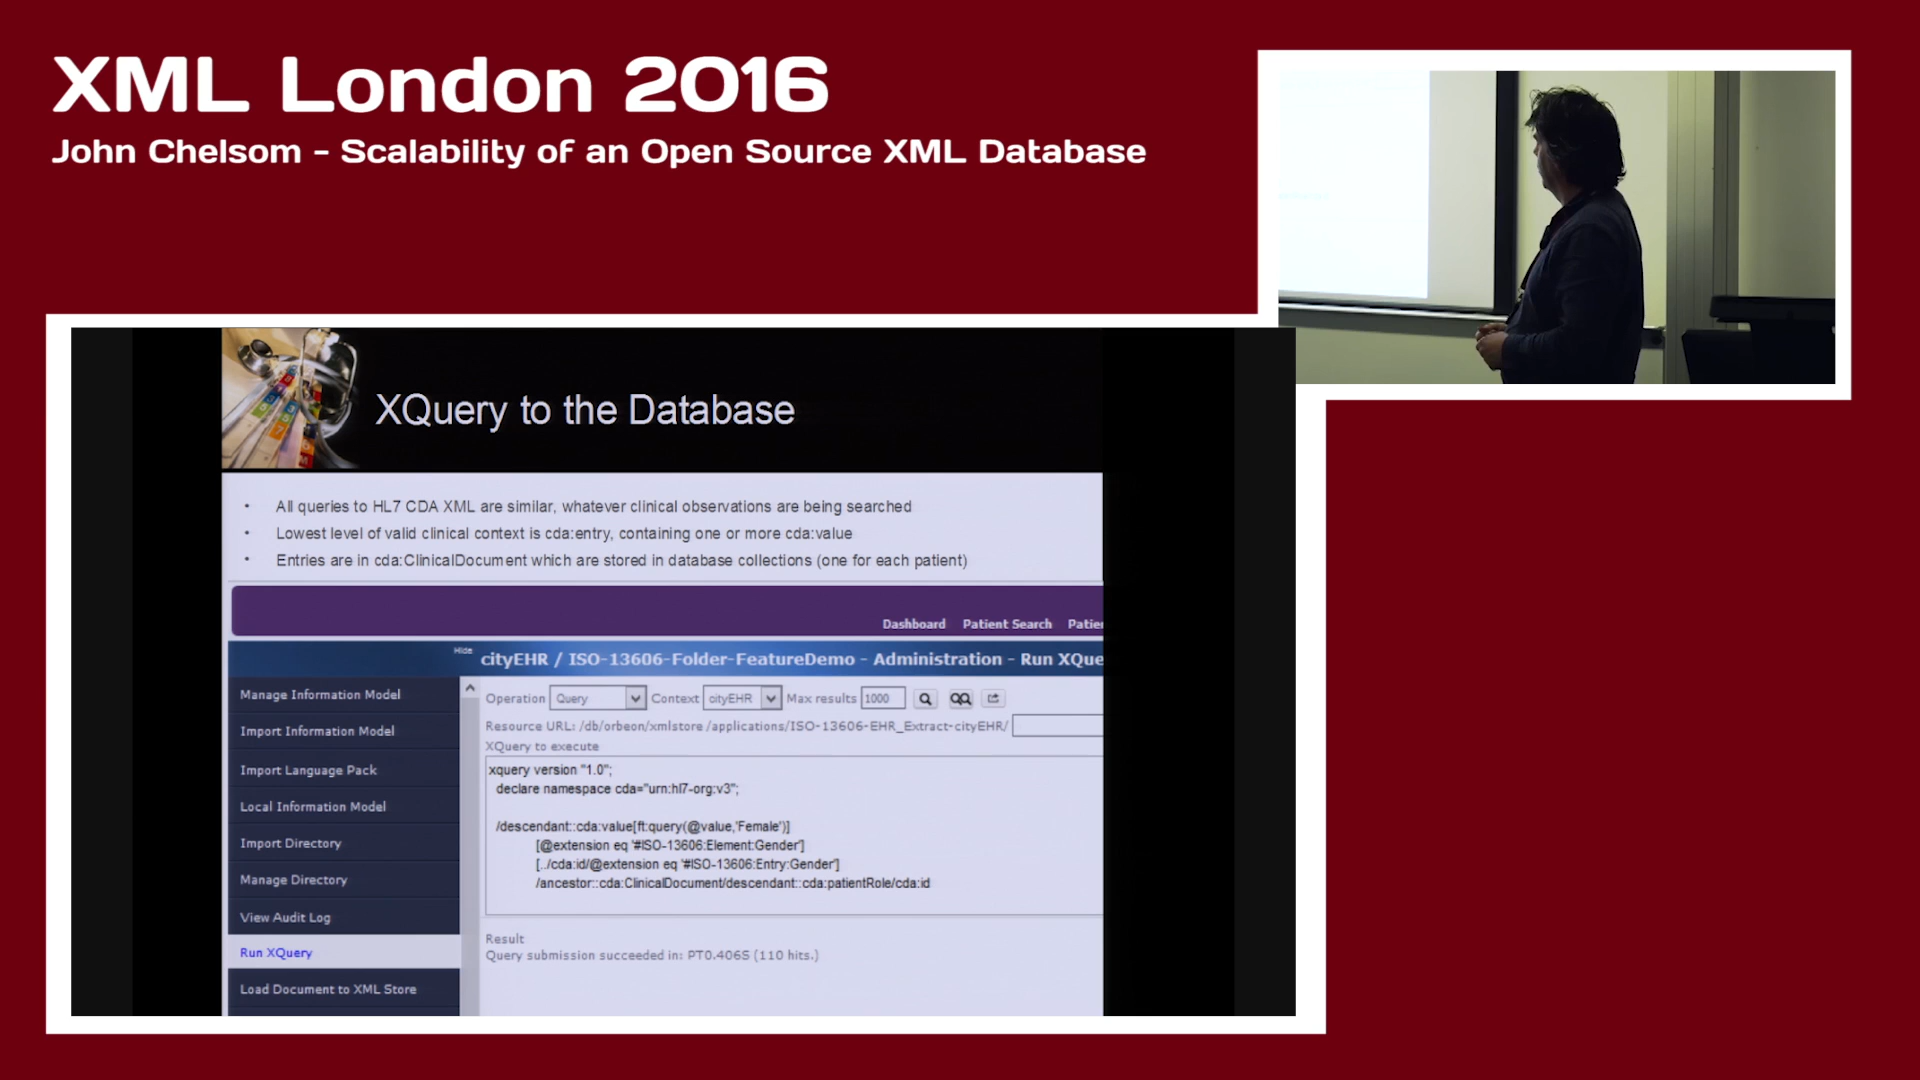 XML London 2016
John Chelsom - Scalability of an Open Source XML Database
XQuery to the Database
• All queries to HL7 CDA XML are similar, whatever clinical observations are being searched
• Lowest level of valid clinical context is cda:entry, containing one or more cda:value
• Entries are in cda:ClinicalDocument which are stored in database collections (one for each patient)
Dashboard Patient Search Patie
Hide
cityEHR / ISO-13606-Folder-FeatureDemo - Administration - Run XQue
Manage Information Model
Import Information Model
Import Language Pack
Local Information Model
Import Directory
Manage Directory
View Audit Log
Run XQuery
Load Document to XML Store
Operation Query Context cityEHR Max results 1000
Resource URL: /db/orbeon/xmlstore /applications/ISO-13606-EHR_Extract-cityEHR/
XQuery to execute
xquery version "1.0";
declare namespace cda="urn:hl7-org:v3";
/descendant::cda:value[ft:query(@value,'Female')]
[@extension eq '#ISO-13606:Element:Gender']
[../cda:id/@extension eq '#ISO-13606:Entry:Gender']
/ancestor::cda:ClinicalDocument/descendant::cda:patientRole/cda:id
Result
Query submission succeeded in: PT0.406S (110 hits.)